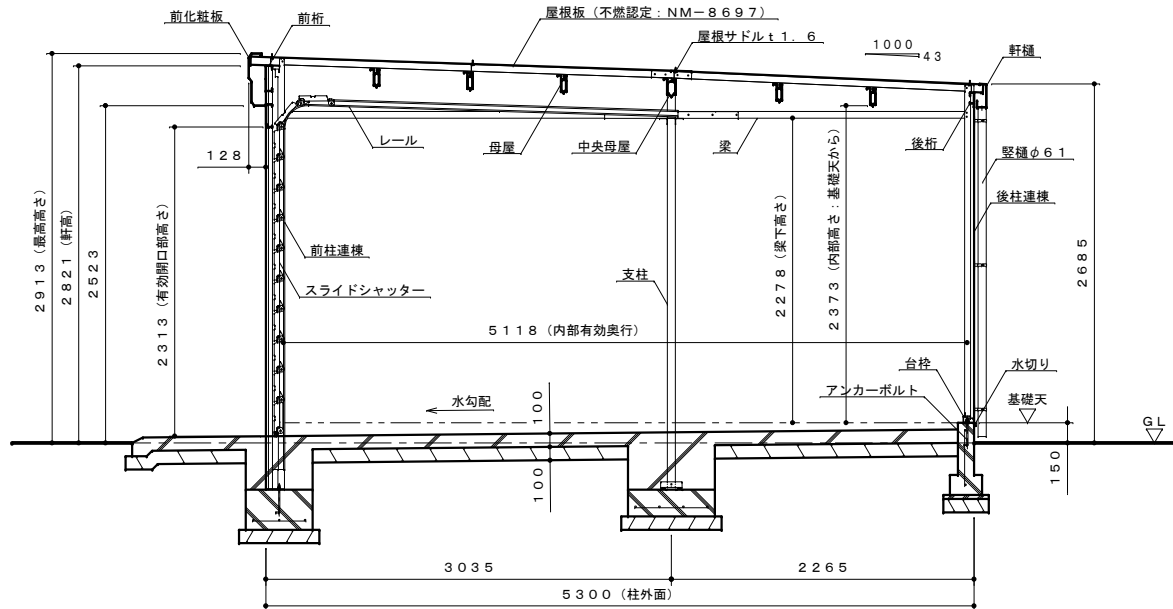 前化粧板
前桁
屋根板（不燃認定：NM－8697）
屋根サドルｔ１．６
1000
43
軒樋
レール
母屋
中央母屋
梁
後桁
竪樋φ61
後柱連棟
128
前柱連棟
スライドシャッター
支柱
2913（最高高さ）
2821（軒高）
2523
2313（有効開口部高さ）
2278（梁下高さ）
2373（内部高さ：基礎天から）
2685
5118（内部有効奥行）
台枠
水切り
アンカーボルト
基礎天
水勾配
100
100
GL
150
3035
2265
5300（柱外面）